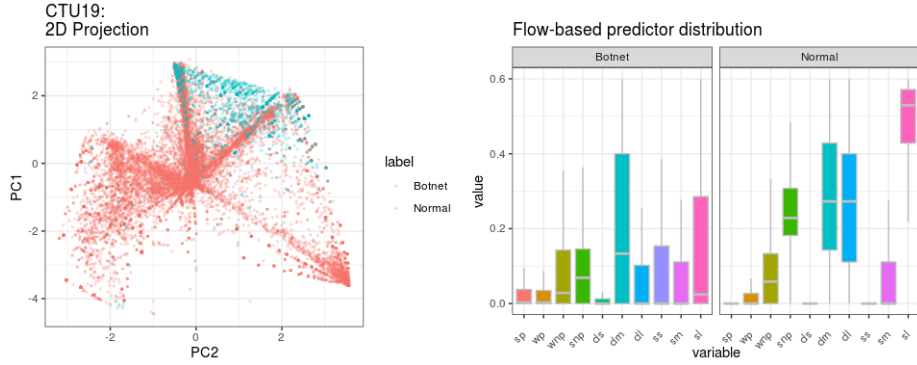 CTU19:
2D Projection
2
0
-2
-4
PC1
-2
0
2
PC2
label
Botnet
Normal
Flow-based predictor distribution
Botnet
Normal
0.6
0.4
0.2
0.0
value
sp
wp
wnp
snp
ds
dm
dl
ss
sm
sl
sp
wp
wnp
snp
ds
dm
dl
ss
sm
sl
variable